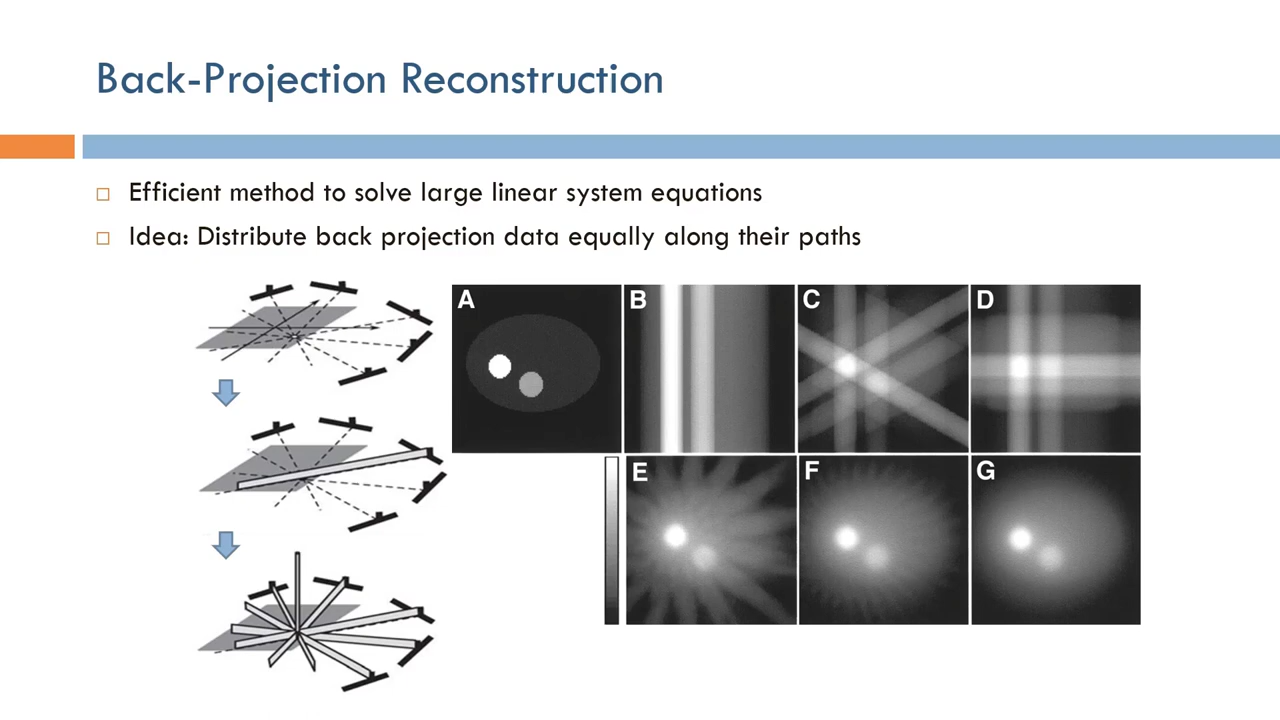 Back-Projection Reconstruction
Efficient method to solve large linear system equations
Idea: Distribute back projection data equally along their paths
A
B
C
D
E
F
G